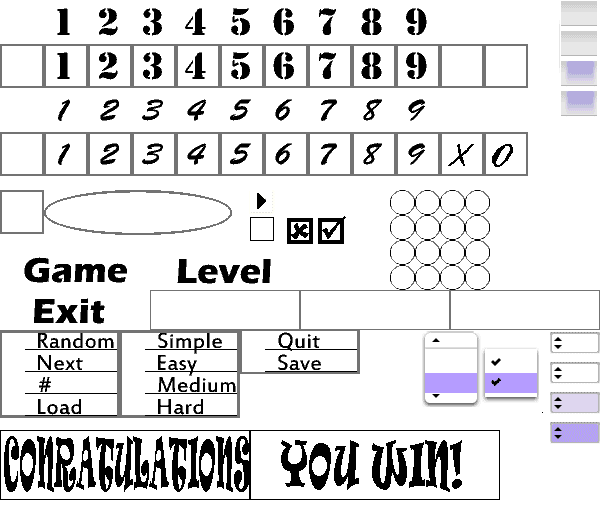 1 2 3 4 5 6 7 8 9
1 2 3 4 5 6 7 8 9
1 2 3 4 5 6 7 8 9
1 2 3 4 5 6 7 8 9 X O
Game Level
Exit
Random Simple Quit
Next Easy Save
# Medium
Load Hard
CONRATULATIONS YOU WIN!